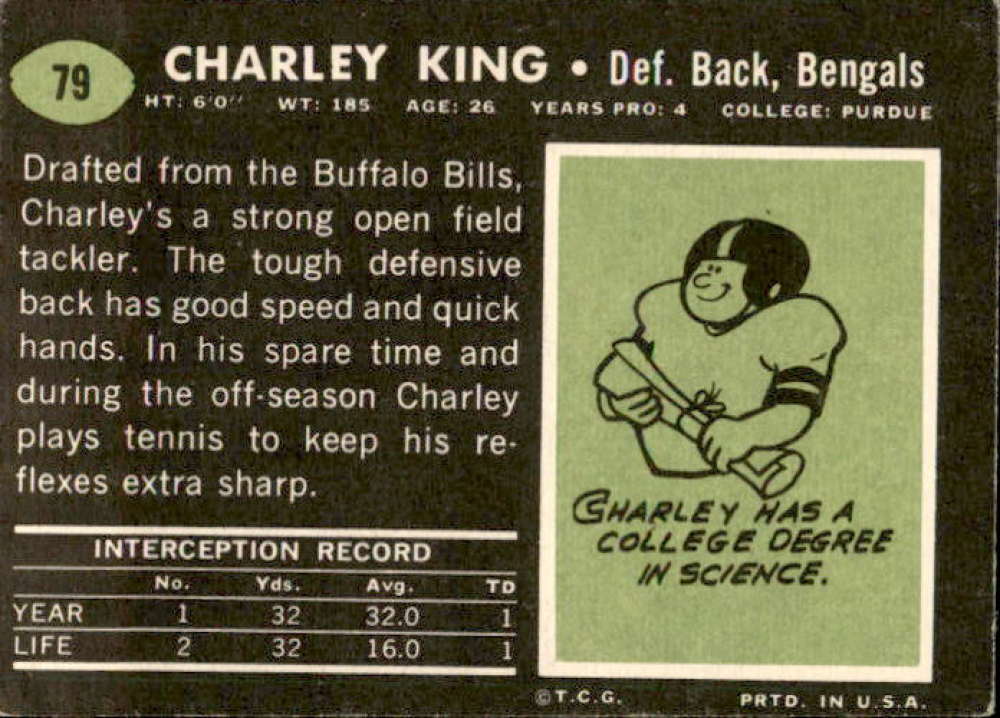 79
CHARLEY KING • Def. Back, Bengals
HT: 6'0'' WT: 185 AGE: 26 YEARS PRO: 4 COLLEGE: PURDUE
Drafted from the Buffalo Bills,
Charley's a strong open field
tackler. The tough defensive
back has good speed and quick
hands. In his spare time and
during the off-season Charley
plays tennis to keep his re-
flexes extra sharp.
INTERCEPTION RECORD
No. Yds. Avg. TD
YEAR 1 32 32.0 1
LIFE 2 32 16.0 1
CHARLEY HAS A
COLLEGE DEGREE
IN SCIENCE.
©T.C.G. PRTD. IN U.S.A.